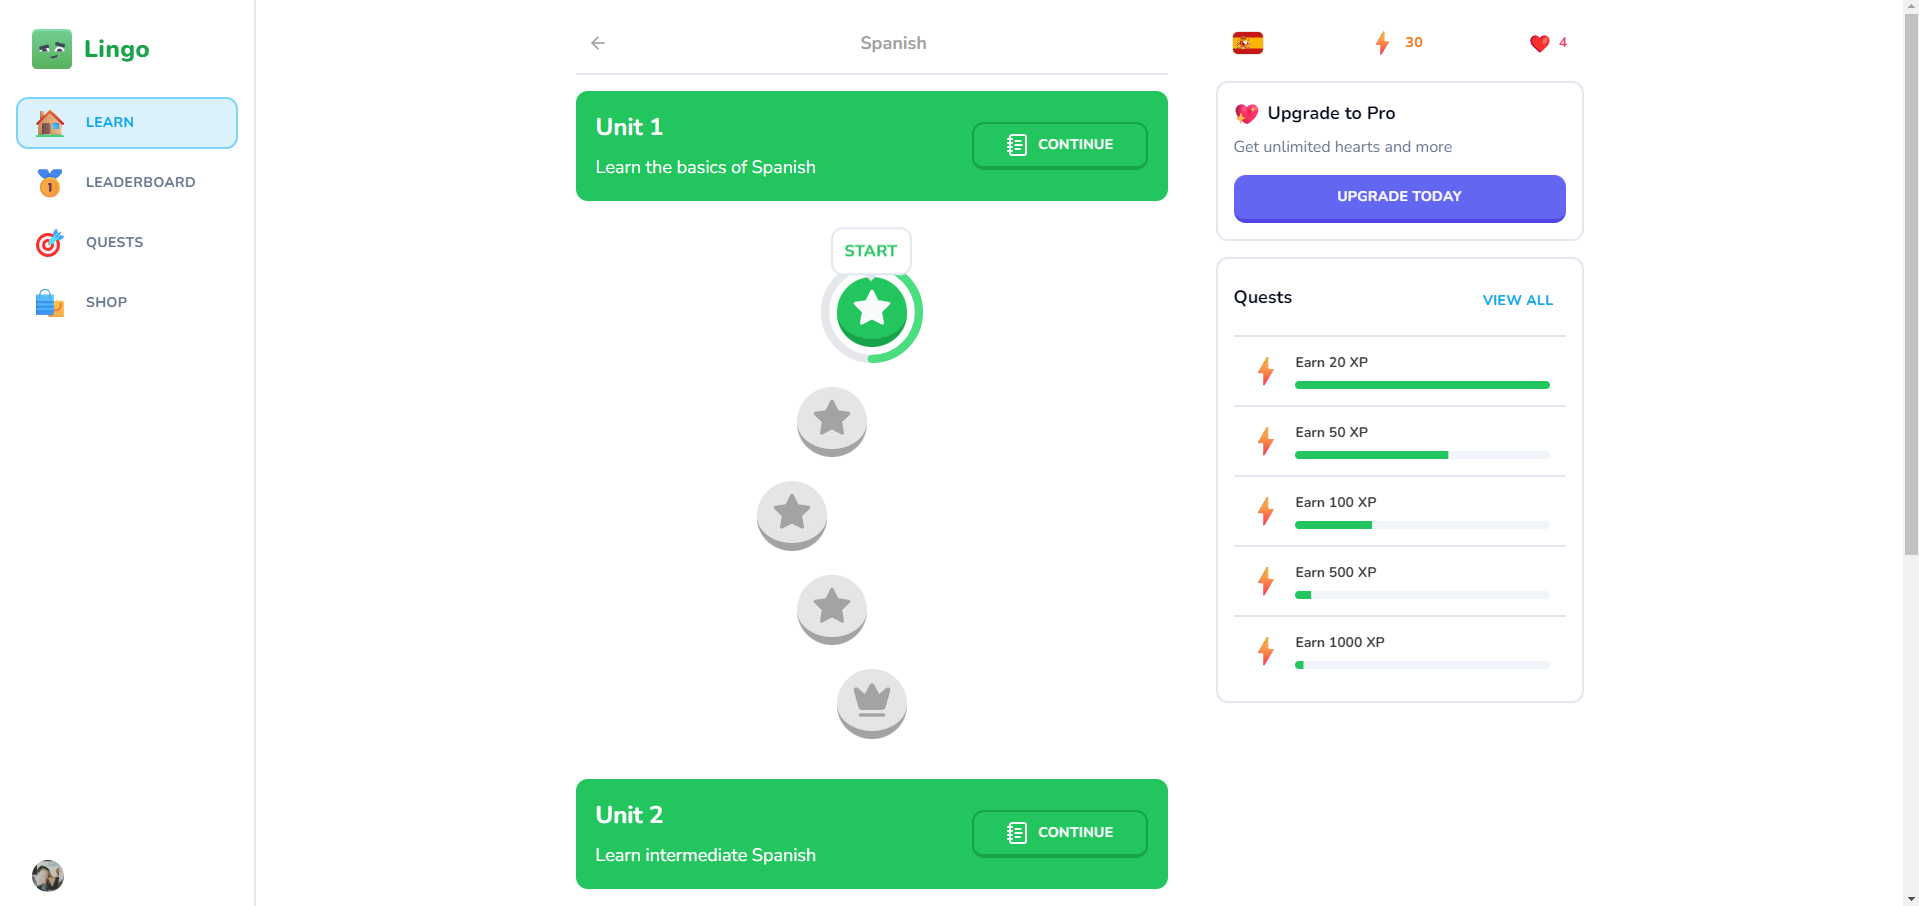 Lingo
LEARN
LEADERBOARD
QUESTS
SHOP
Spanish
Unit 1
Learn the basics of Spanish
CONTINUE
START
Unit 2
Learn intermediate Spanish
CONTINUE
30
4
Upgrade to Pro
Get unlimited hearts and more
UPGRADE TODAY
Quests
VIEW ALL
Earn 20 XP
Earn 50 XP
Earn 100 XP
Earn 500 XP
Earn 1000 XP